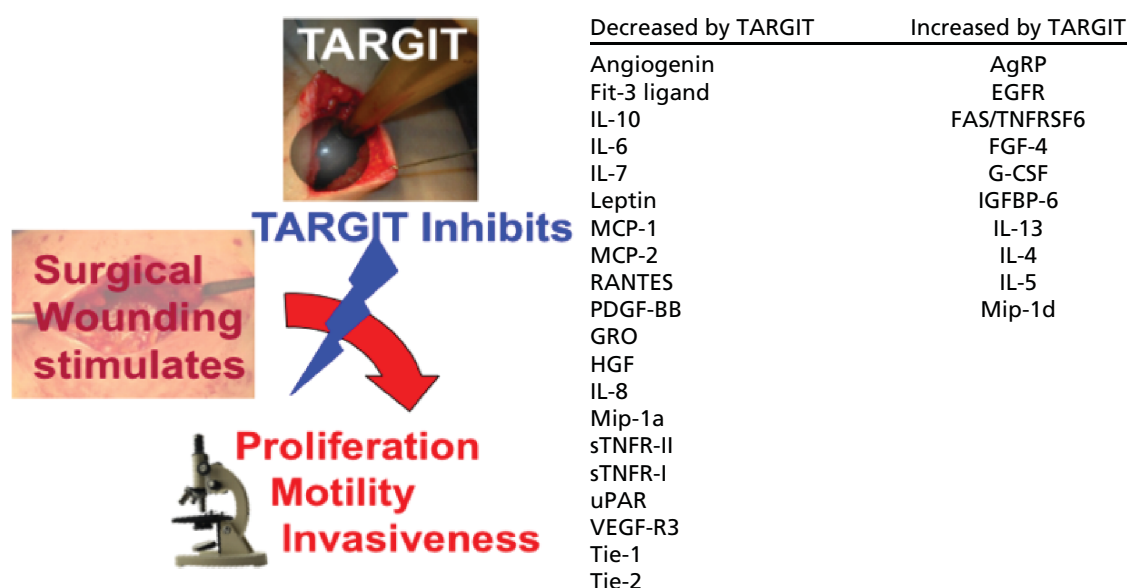 TARGIT
TARGIT Inhibits
Surgical
Wounding
stimulates
Proliferation
Motility
Invasiveness
Decreased by TARGIT Increased by TARGIT
Angiogenin AgRP
Fit-3 ligand EGFR
IL-10 FAS/TNFRSF6
IL-6 FGF-4
IL-7 G-CSF
Leptin IGFBP-6
MCP-1 IL-13
MCP-2 IL-4
RANTES IL-5
PDGF-BB Mip-1d
GRO
HGF
IL-8
Mip-1a
sTNFR-II
sTNFR-I
uPAR
VEGF-R3
Tie-1
Tie-2